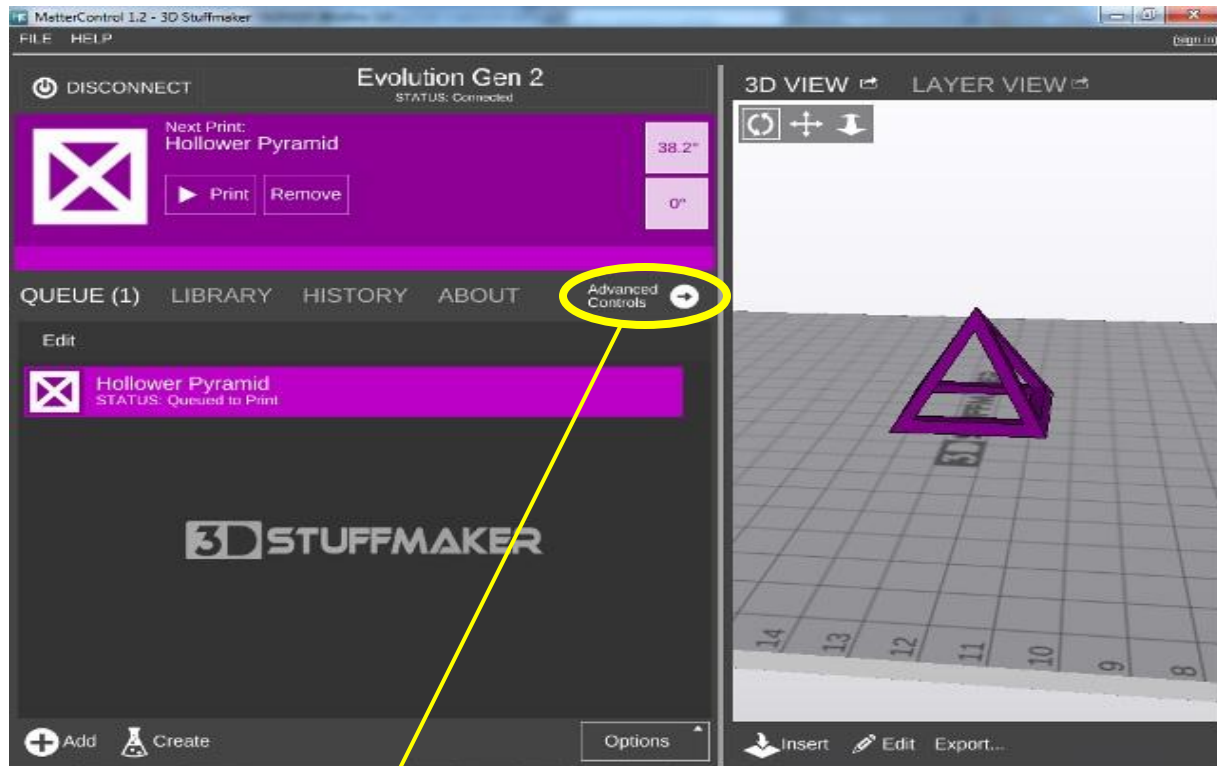 MatterControl 1.2 - 3D Stuffmaker
FILE HELP
(sign in)
DISCONNECT
Evolution Gen 2
STATUS: Connected
Next Print:
Hollower Pyramid
Print Remove
38.2°
0°
QUEUE (1) LIBRARY HISTORY ABOUT
Advanced
Controls
Edit
Hollower Pyramid
STATUS: Queued to Print
3DSTUFFMAKER
Add Create Options
3D VIEW LAYER VIEW
3DSTUFFMAKER
14 13 12 11 10 9 8
Insert Edit Export...